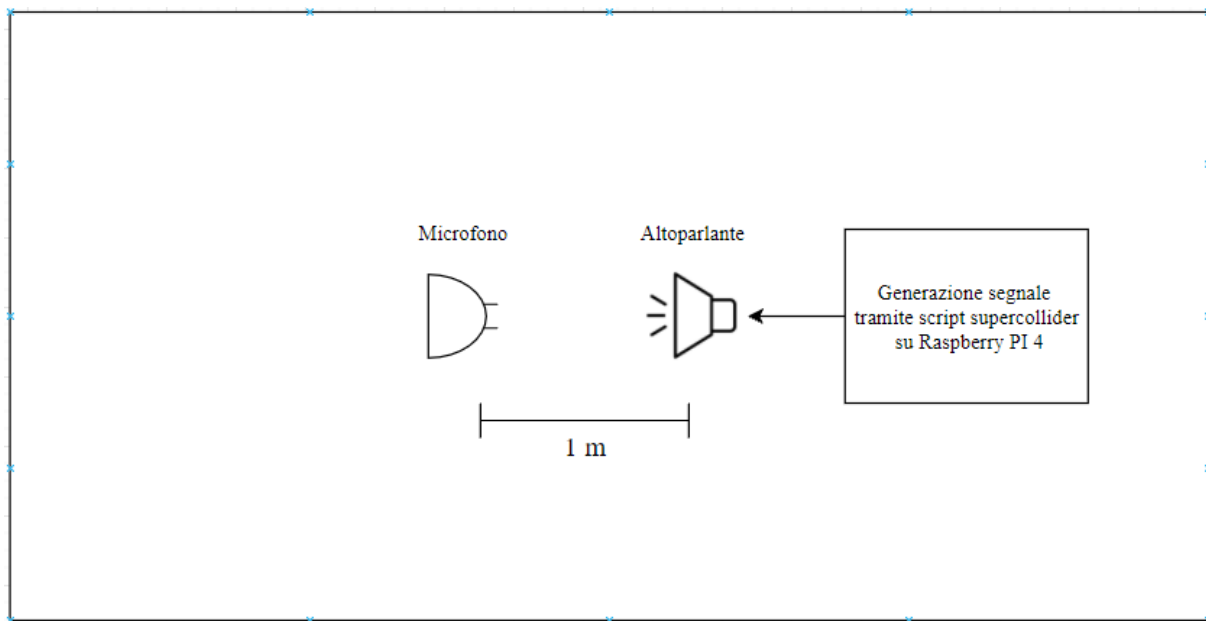 Microfono
Altoparlante
Generazione segnale
tramite script supercollider
su Raspberry PI 4
1 m